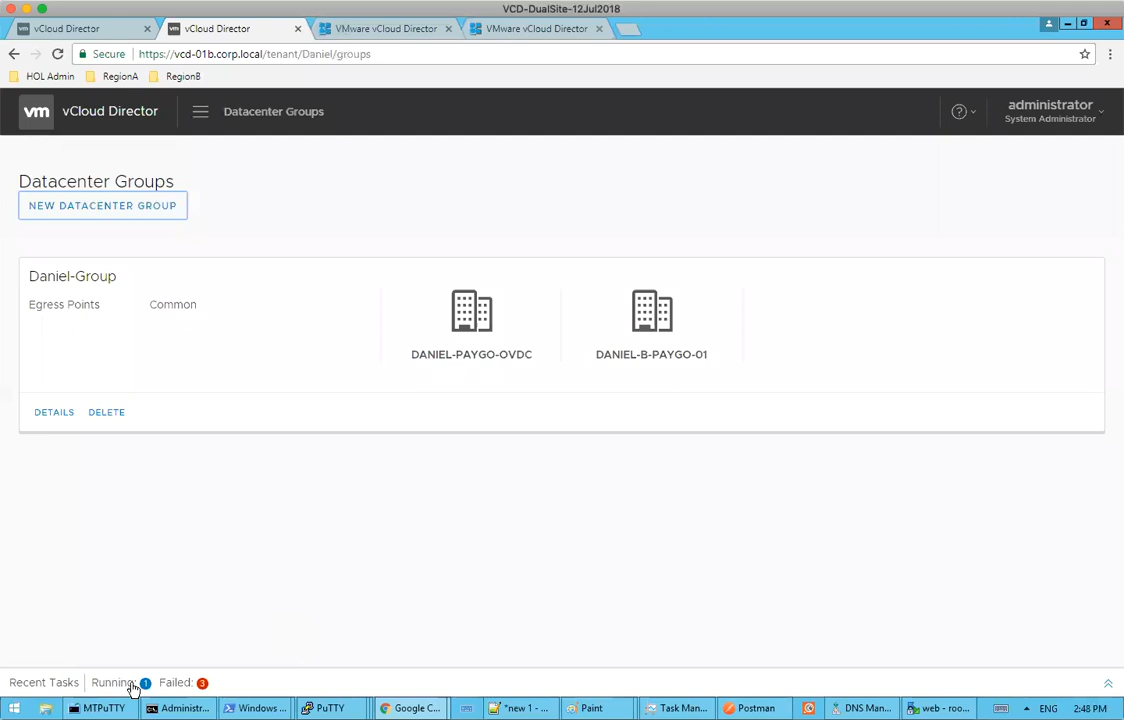 VCD-DualSite-12Jul2018
vCloud Director
vCloud Director
VMware vCloud Director
VMware vCloud Director
Secure
https://vcd-01b.corp.local/tenant/Daniel/groups
HOL Admin
RegionA
RegionB
vm
vCloud Director
Datacenter Groups
administrator
System Administrator
Datacenter Groups
NEW DATACENTER GROUP
Daniel-Group
Egress Points
Common
DANIEL-PAYGO-OVDC
DANIEL-B-PAYGO-01
DETAILS
DELETE
Recent Tasks
Running: 1
Failed: 3
MTPuTTY
Administr...
Windows ...
PuTTY
Google C...
*new 1 - ...
Paint
Task Man...
Postman
DNS Man...
web - roo...
ENG
2:48 PM